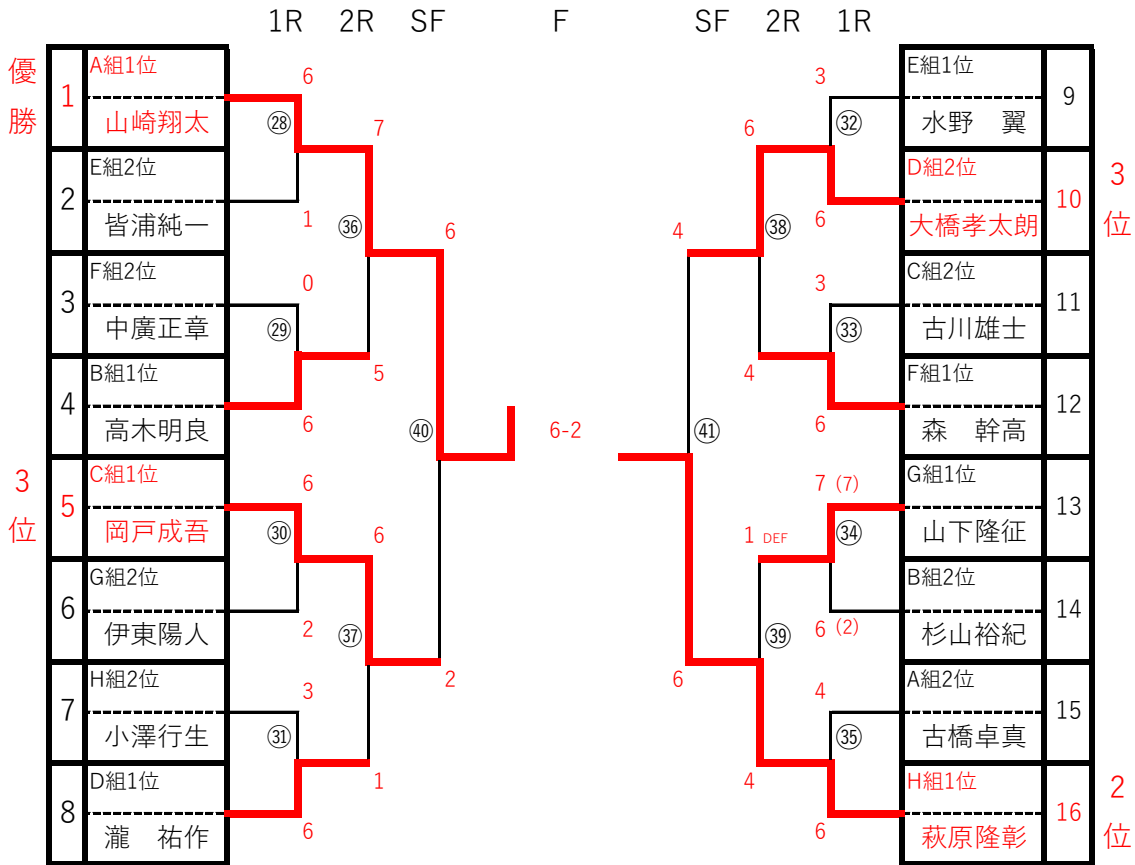 1R 2R SF F SF 2R 1R
優勝
1 A組1位 山崎翔太
2 E組2位 皆浦純一
3 F組2位 中廣正章
4 B組1位 高木明良
3位
5 C組1位 岡戸成吾
6 G組2位 伊東陽人
7 H組2位 小澤行生
8 D組1位 瀧 祐作
6
㉘
1
0
㉙
6
6
㉚
2
3
㉛
6
7
㊱
5
6
㊲
1
6
㊵
2
6-2
4
㊶
6
6
㊳
4
1 DEF
㊴
4
3
㉜
6
3
㉝
6
7 (7)
㉞
6 (2)
4
㉟
6
E組1位 水野 翼 9
D組2位 大橋孝太朗 10
3位
C組2位 古川雄士 11
F組1位 森 幹高 12
G組1位 山下隆征 13
B組2位 杉山裕紀 14
A組2位 古橋卓真 15
H組1位 萩原隆彰 16
2位